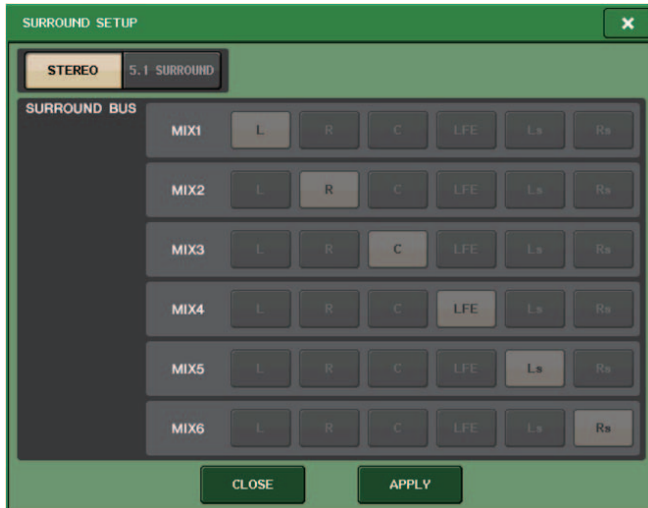 SURROUND SETUP
STEREO 5.1 SURROUND
SURROUND BUS
MIX1 L R C LFE Ls Rs
MIX2 L R C LFE Ls Rs
MIX3 L R C LFE Ls Rs
MIX4 L R C LFE Ls Rs
MIX5 L R C LFE Ls Rs
MIX6 L R C LFE Ls Rs
CLOSE APPLY